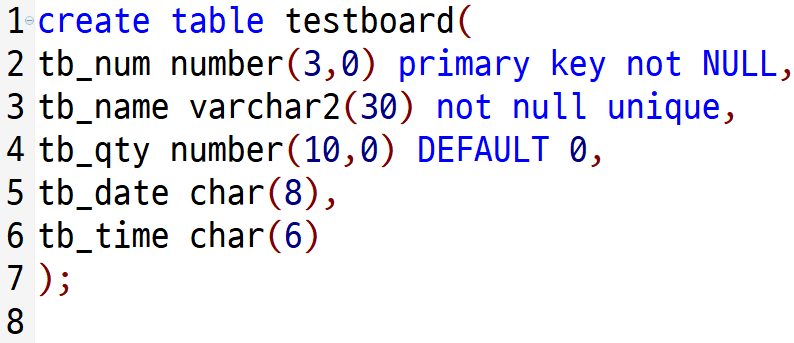 1 create table testboard(
2 tb_num number(3,0) primary key not NULL,
3 tb_name varchar2(30) not null unique,
4 tb_qty number(10,0) DEFAULT 0,
5 tb_date char(8),
6 tb_time char(6)
7 );
8